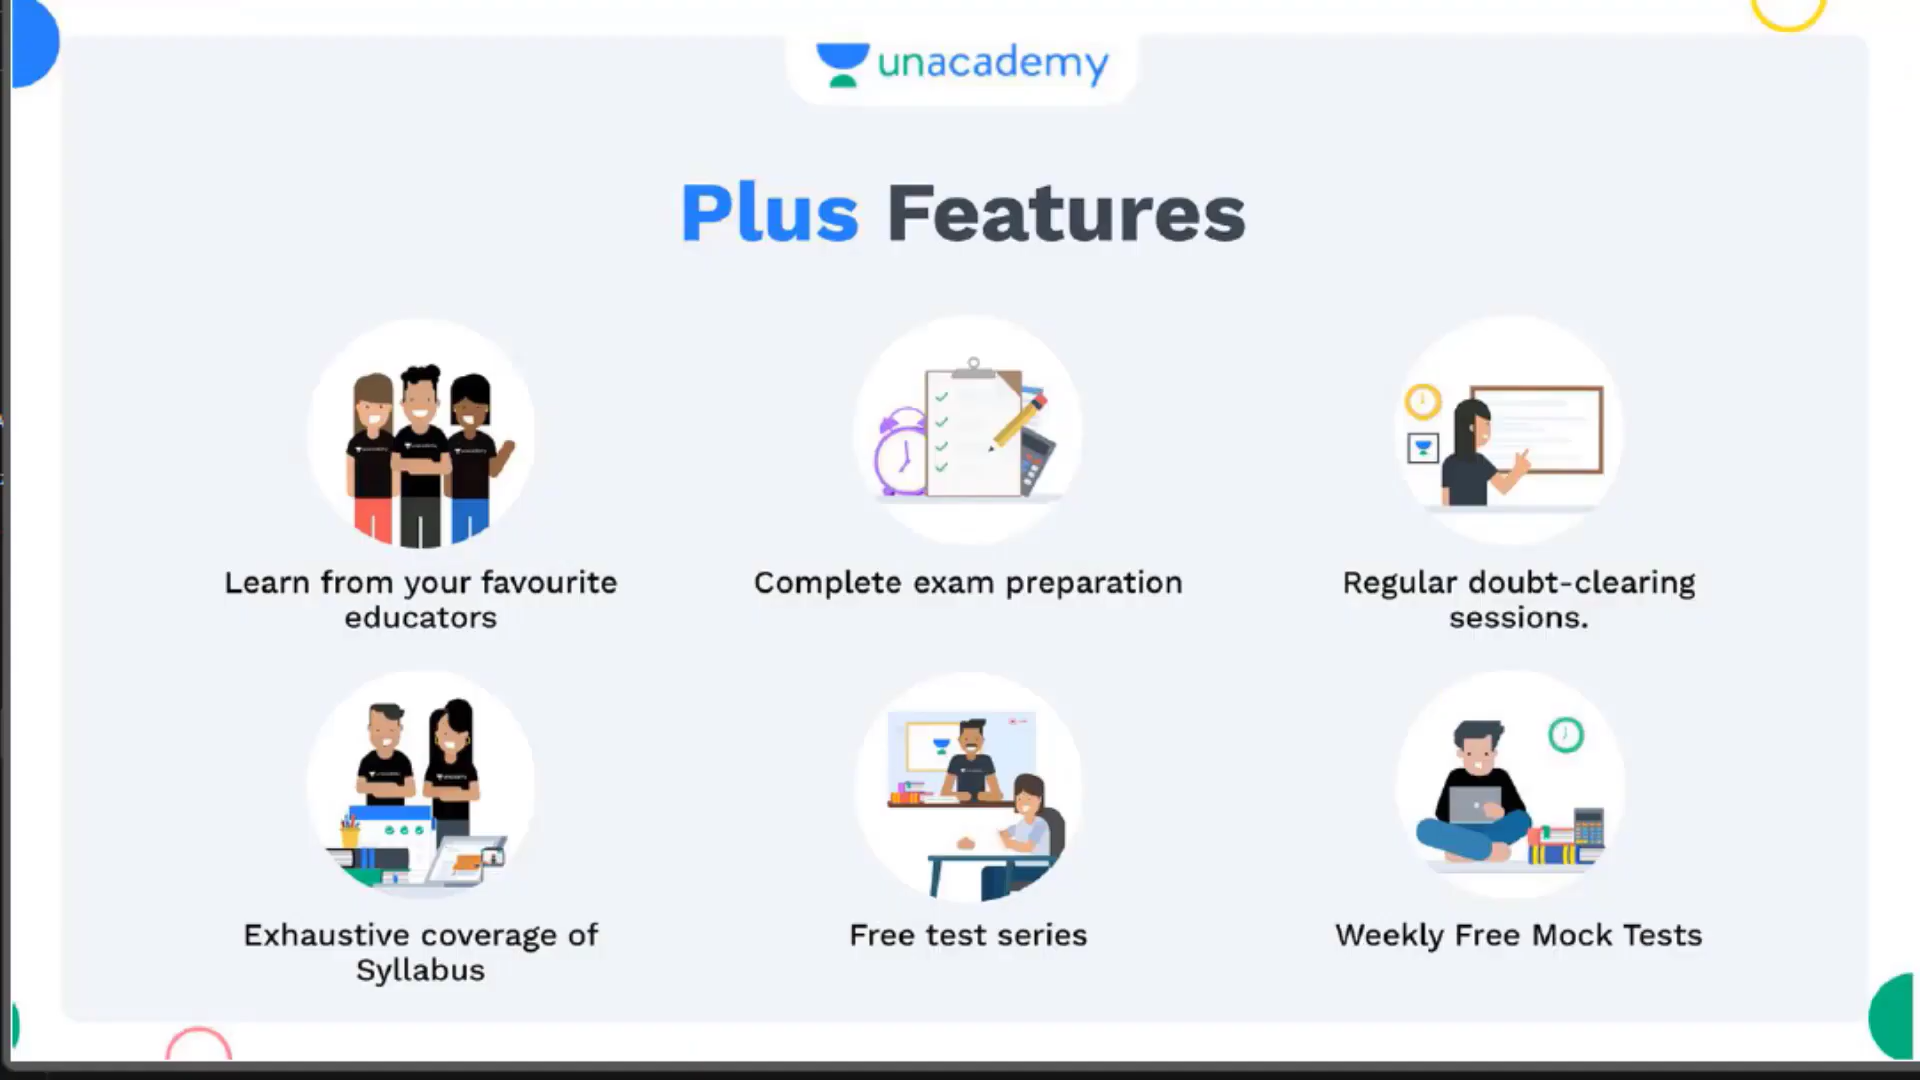 unacademy
Plus Features
Learn from your favourite
educators
Complete exam preparation
Regular doubt-clearing
sessions.
Exhaustive coverage of
Syllabus
Free test series
Weekly Free Mock Tests